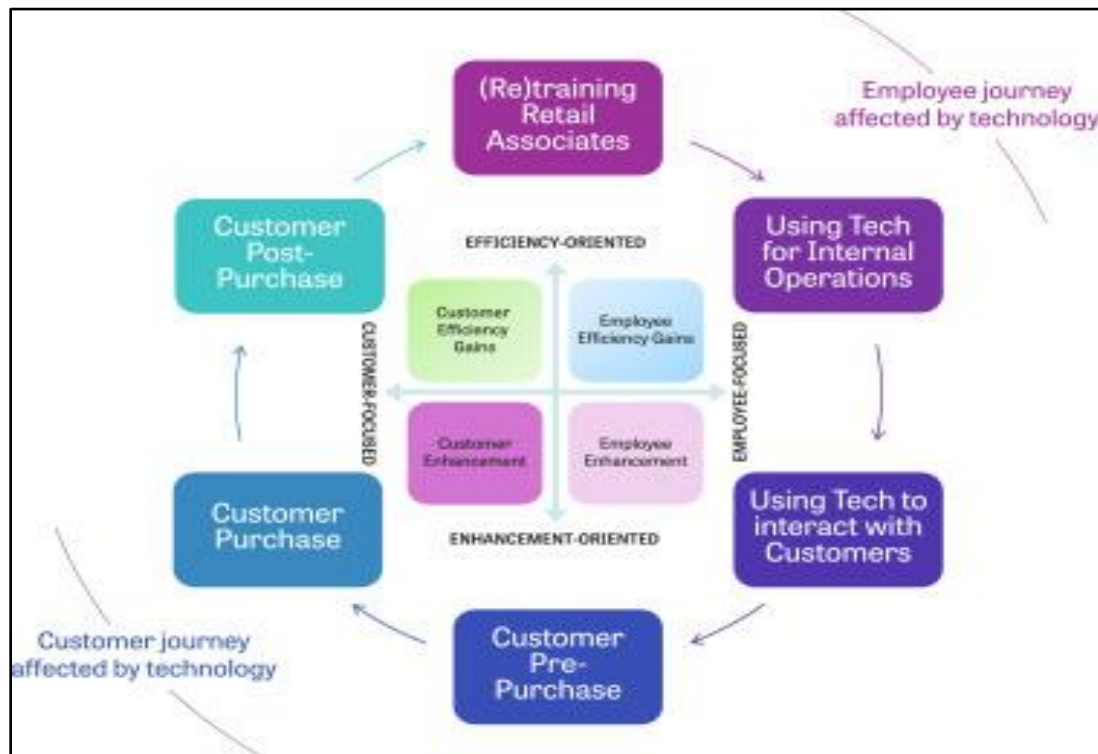 (Re)training
Retail
Associates
Employee journey
affected by technology
Customer
Post-
Purchase
Using Tech
for Internal
Operations
EFFICIENCY-ORIENTED
Customer
Efficiency
Gains
Employee
Efficiency Gains
CUSTOMER-FOCUSED
EMPLOYEE-FOCUSED
Customer
Enhancement
Employee
Enhancement
ENHANCEMENT-ORIENTED
Customer
Purchase
Using Tech to
interact with
Customers
Customer journey
affected by technology
Customer
Pre-
Purchase